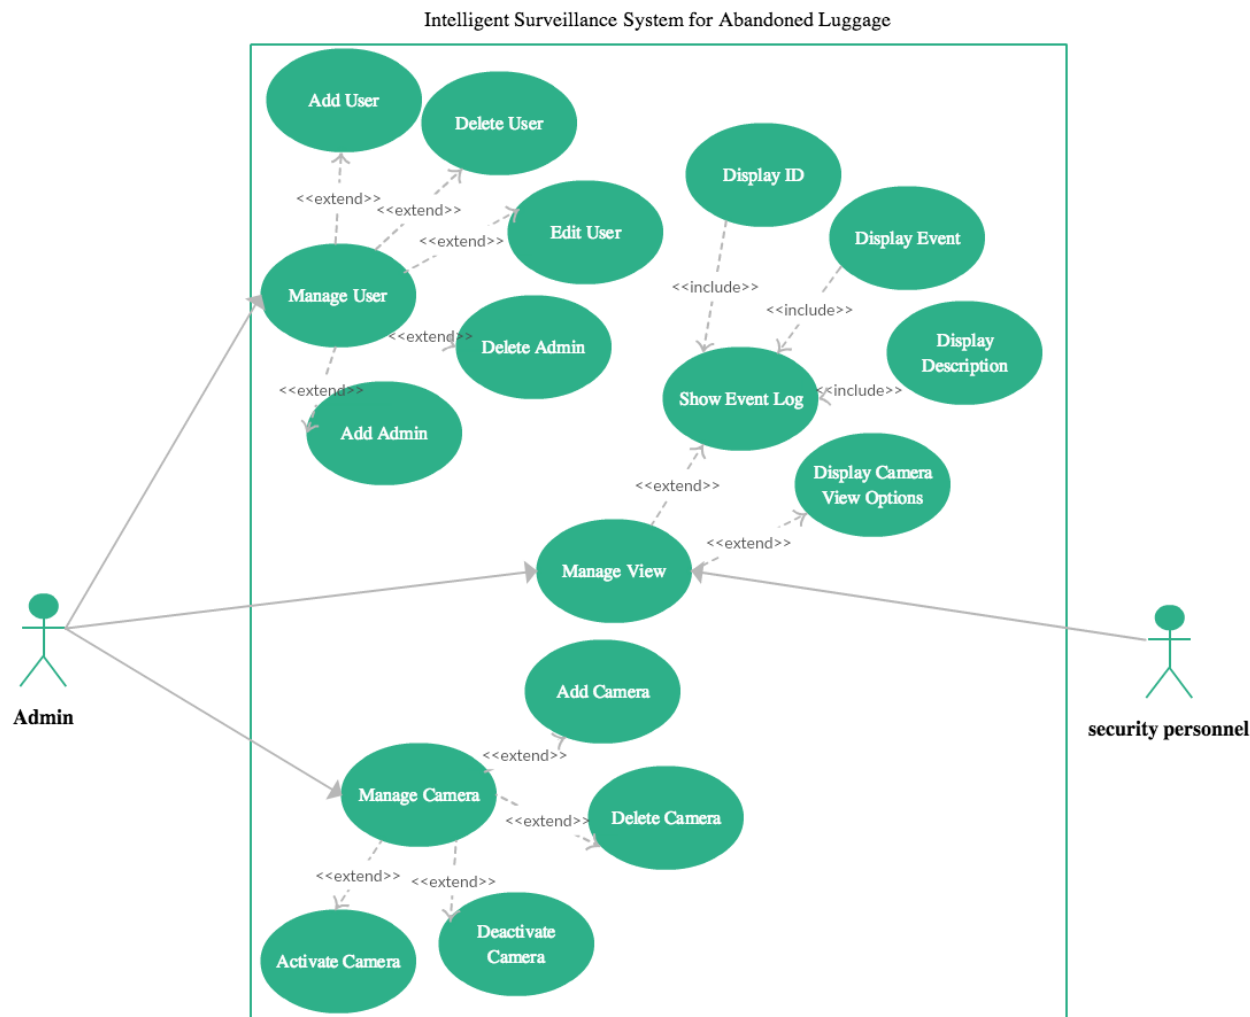 Intelligent Surveillance System for Abandoned Luggage
Add User
Delete User
Display ID
<<extend>>
<<extend>>
Edit User
Display Event
<<extend>>
Manage User
<<include>>
<<include>>
<<extend>>
Delete Admin
Display
Description
<<extend>>
Show Event Log
<<include>>
Add Admin
Display Camera
View Options
<<extend>>
<<extend>>
Manage View
Add Camera
Admin
security personnel
<<extend>>
Manage Camera
<<extend>>
Delete Camera
<<extend>>
<<extend>>
Deactivate
Camera
Activate Camera